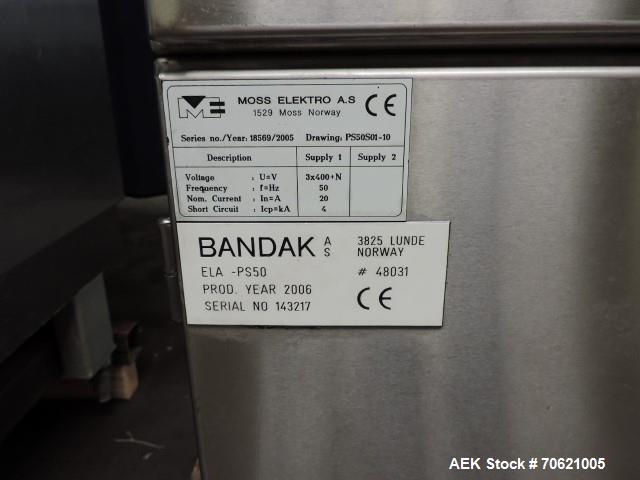 MOSS ELEKTRO A.S CE
1529 Moss Norway
Series no./Year: 18569/2005 Drawing: PS50S01-10
Description Supply 1 Supply 2
Voltage : U=V 3x400+N
Frequency : f=Hz 50
Nom. Current : In=A 20
Short Circuit : Icp=kA 4
BANDAK A S 3825 LUNDE
NORWAY
ELA -PS50 # 48031
PROD. YEAR 2006
SERIAL NO 143217 CE
AEK Stock # 70621005